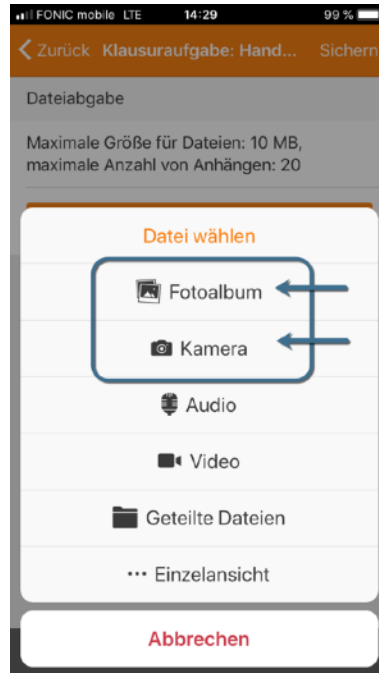 FONIC mobile LTE 14:29 99 %
Zurück Klausuraufgabe: Hand... Sichern
Dateiabgabe
Maximale Größe für Dateien: 10 MB,
maximale Anzahl von Anhängen: 20
Datei wählen
Fotoalbum
Kamera
Audio
Video
Geteilte Dateien
••• Einzelansicht
Abbrechen